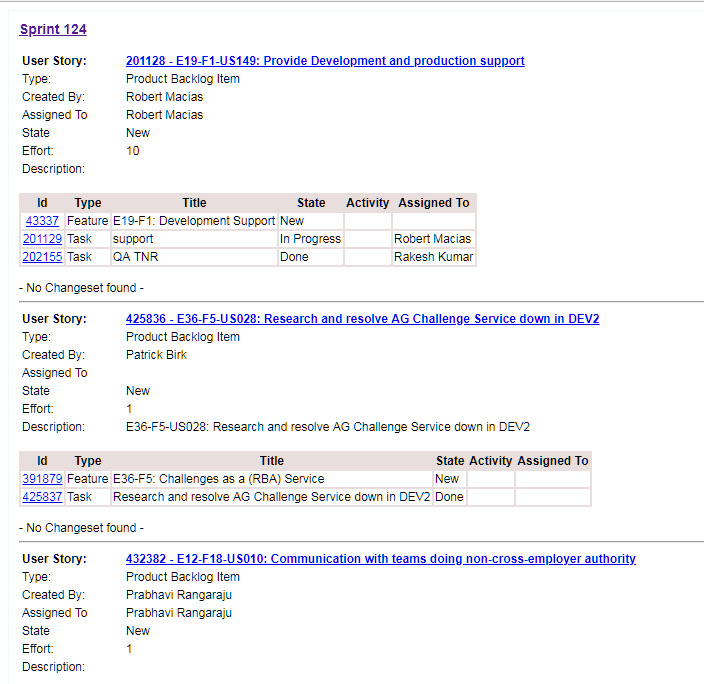 Sprint 124
User Story: 201128 - E19-F1-US149: Provide Development and production support
Type: Product Backlog Item
Created By: Robert Macias
Assigned To Robert Macias
State New
Effort: 10
Description:
Id Type Title State Activity Assigned To
43337 Feature E19-F1: Development Support New
201129 Task support In Progress Robert Macias
202155 Task QA TNR Done Rakesh Kumar
- No Changeset found -
User Story: 425836 - E36-F5-US028: Research and resolve AG Challenge Service down in DEV2
Type: Product Backlog Item
Created By: Patrick Birk
Assigned To
State New
Effort: 1
Description: E36-F5-US028: Research and resolve AG Challenge Service down in DEV2
Id Type Title State Activity Assigned To
391879 Feature E36-F5: Challenges as a (RBA) Service New
425837 Task Research and resolve AG Challenge Service down in DEV2 Done
- No Changeset found -
User Story: 432382 - E12-F18-US010: Communication with teams doing non-cross-employer authority
Type: Product Backlog Item
Created By: Prabhavi Rangaraju
Assigned To Prabhavi Rangaraju
State New
Effort: 1
Description: